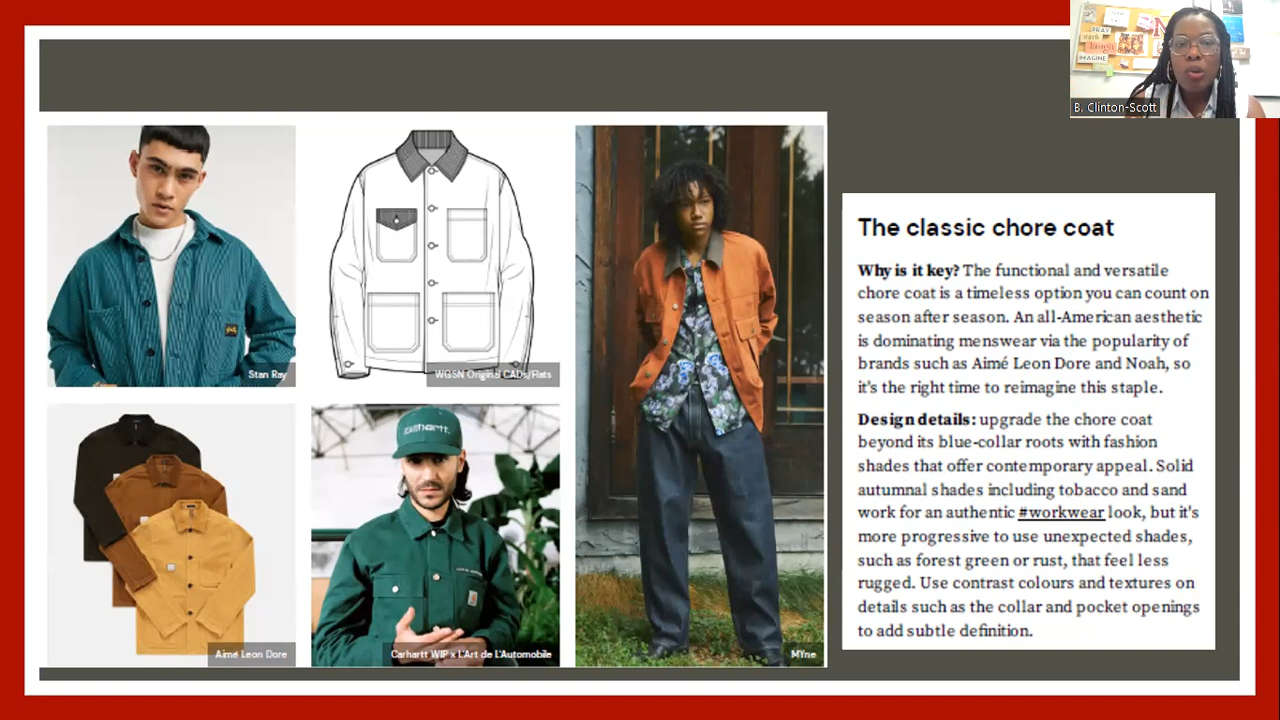 PRAY
laugh
IMAGINE
B. Clinton-Scott
Stan Ray
WGSN Original CADs/Flats
Aimé Leon Dore
carhartt.
Carhartt WIP x L'Art de L'Automobile
MYne
The classic chore coat
Why is it key? The functional and versatile
chore coat is a timeless option you can count on
season after season. An all-American aesthetic
is dominating menswear via the popularity of
brands such as Aimé Leon Dore and Noah, so
it's the right time to reimagine this staple.
Design details: upgrade the chore coat
beyond its blue-collar roots with fashion
shades that offer contemporary appeal. Solid
autumnal shades including tobacco and sand
work for an authentic #workwear look, but it's
more progressive to use unexpected shades,
such as forest green or rust, that feel less
rugged. Use contrast colours and textures on
details such as the collar and pocket openings
to add subtle definition.